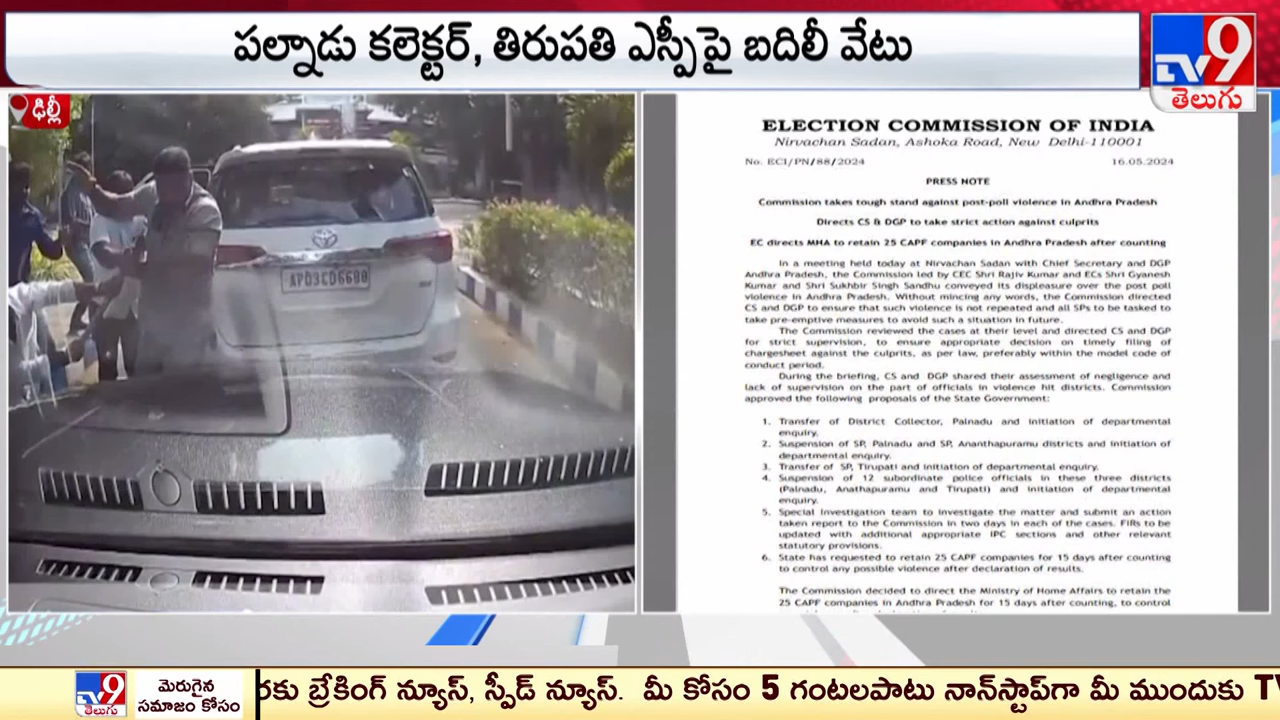 పల్నాడు కలెక్టర్, తిరుపతి ఎస్పీపై బదిలీ వేటు
TV9
తెలుగు
ఢిల్లీ
AP03CD6688
ELECTION COMMISSION OF INDIA
Nirvachan Sadan, Ashoka Road, New Delhi-110001
No. ECI/PN/88/2024 16.05.2024
PRESS NOTE
Commission takes tough stand against post-poll violence in Andhra Pradesh
Directs CS & DGP to take strict action against culprits
EC directs MHA to retain 25 CAPF companies in Andhra Pradesh after counting
In a meeting held today at Nirvachan Sadan with Chief Secretary and DGP
Andhra Pradesh, the Commission led by CEC Shri Rajiv Kumar and ECs Shri Gyanesh
Kumar and Shri Sukhbir Singh Sandhu conveyed its displeasure over the post poll
violence in Andhra Pradesh. Without mincing any words, the Commission directed
CS and DGP to ensure that such violence is not repeated and all SPs to be tasked to
take pre-emptive measures to avoid such a situation in future.
The Commission reviewed the cases at their level and directed CS and DGP
for strict supervision, to ensure appropriate decision on timely filing of
chargesheet against the culprits, as per law, preferably within the model code of
conduct period.
During the briefing, CS and DGP shared their assessment of negligence and
lack of supervision on the part of officials in violence hit districts. Commission
approved the following proposals of the State Government:
1. Transfer of District Collector, Palnadu and initiation of departmental
enquiry.
2. Suspension of SP, Palnadu and SP, Ananthapuramu districts and initiation of
departmental enquiry.
3. Transfer of SP, Tirupati and initiation of departmental enquiry.
4. Suspension of 12 subordinate police officials in these three districts
(Palnadu, Anathapuramu and Tirupati) and initiation of departmental
enquiry.
5. Special Investigation team to investigate the matter and submit an action
taken report to the Commission in two days in each of the cases. FIRs to be
updated with additional appropriate IPC sections and other relevant
statutory provisions.
6. State has requested to retain 25 CAPF companies for 15 days after counting
to control any possible violence after declaration of results.
The Commission decided to direct the Ministry of Home Affairs to retain the
25 CAPF companies in Andhra Pradesh for 15 days after counting, to control
TV9
తెలుగు
మెరుగైన
సమాజం కోసం
రకు బ్రేకింగ్ న్యూస్, స్పీడ్ న్యూస్. మీ కోసం 5 గంటలపాటు నాన్‌స్టాప్‌గా మీ ముందుకు TV